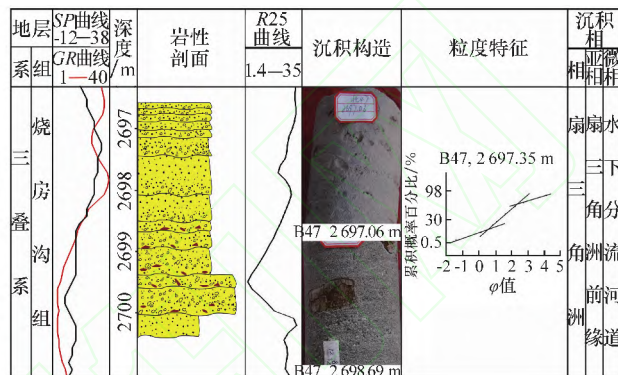 地层
SP曲线
-12—38
深度/m
岩性
剖面
R25
曲线
沉积构造
粒度特征
沉积
相
系
组
GR曲线
1—40
1.4—35
相
亚相
微相
三叠系
烧房沟组
2697
2698
2699
2700
B47 2 697.06 m
B47 2 698.69 m
B47, 2 697.35 m
累积概率百分比/%
98
30
0.5
-2 -1 0 1 2 3 4 5
φ值
扇三角洲
扇三角洲前缘
水下分流河道